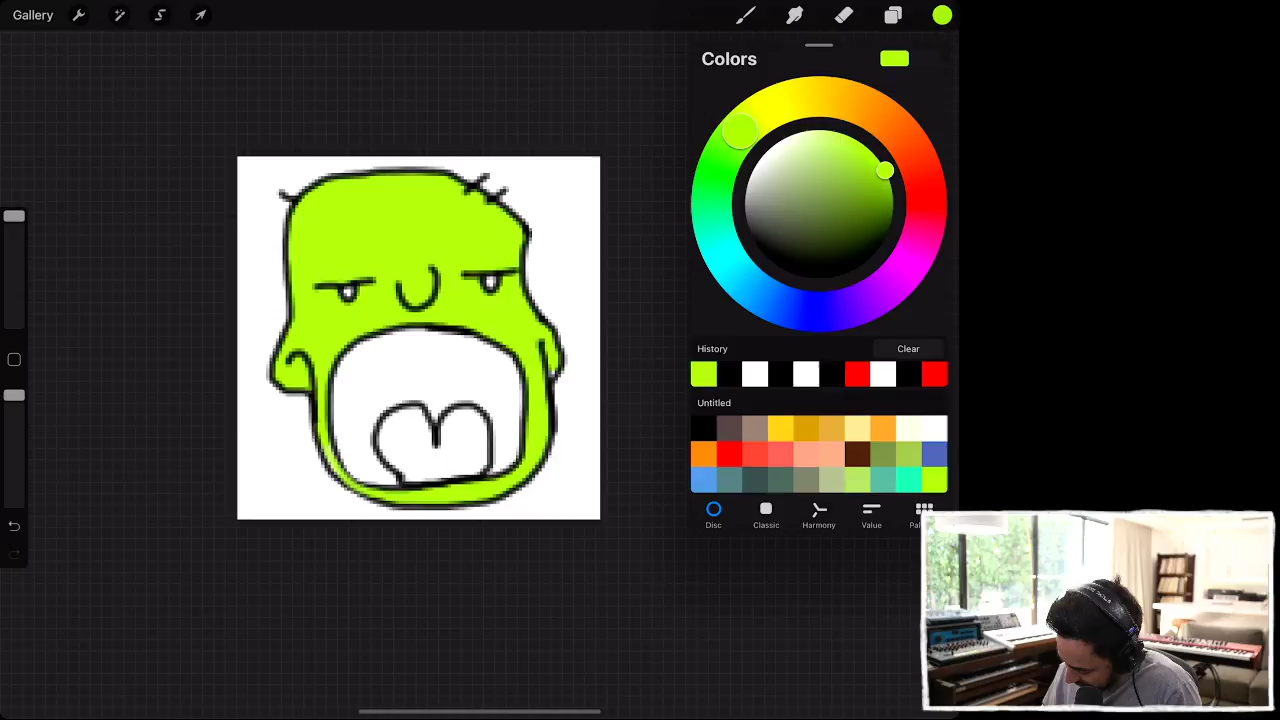 Gallery
Colors
History
Clear
Untitled
Disc
Classic
Harmony
Value